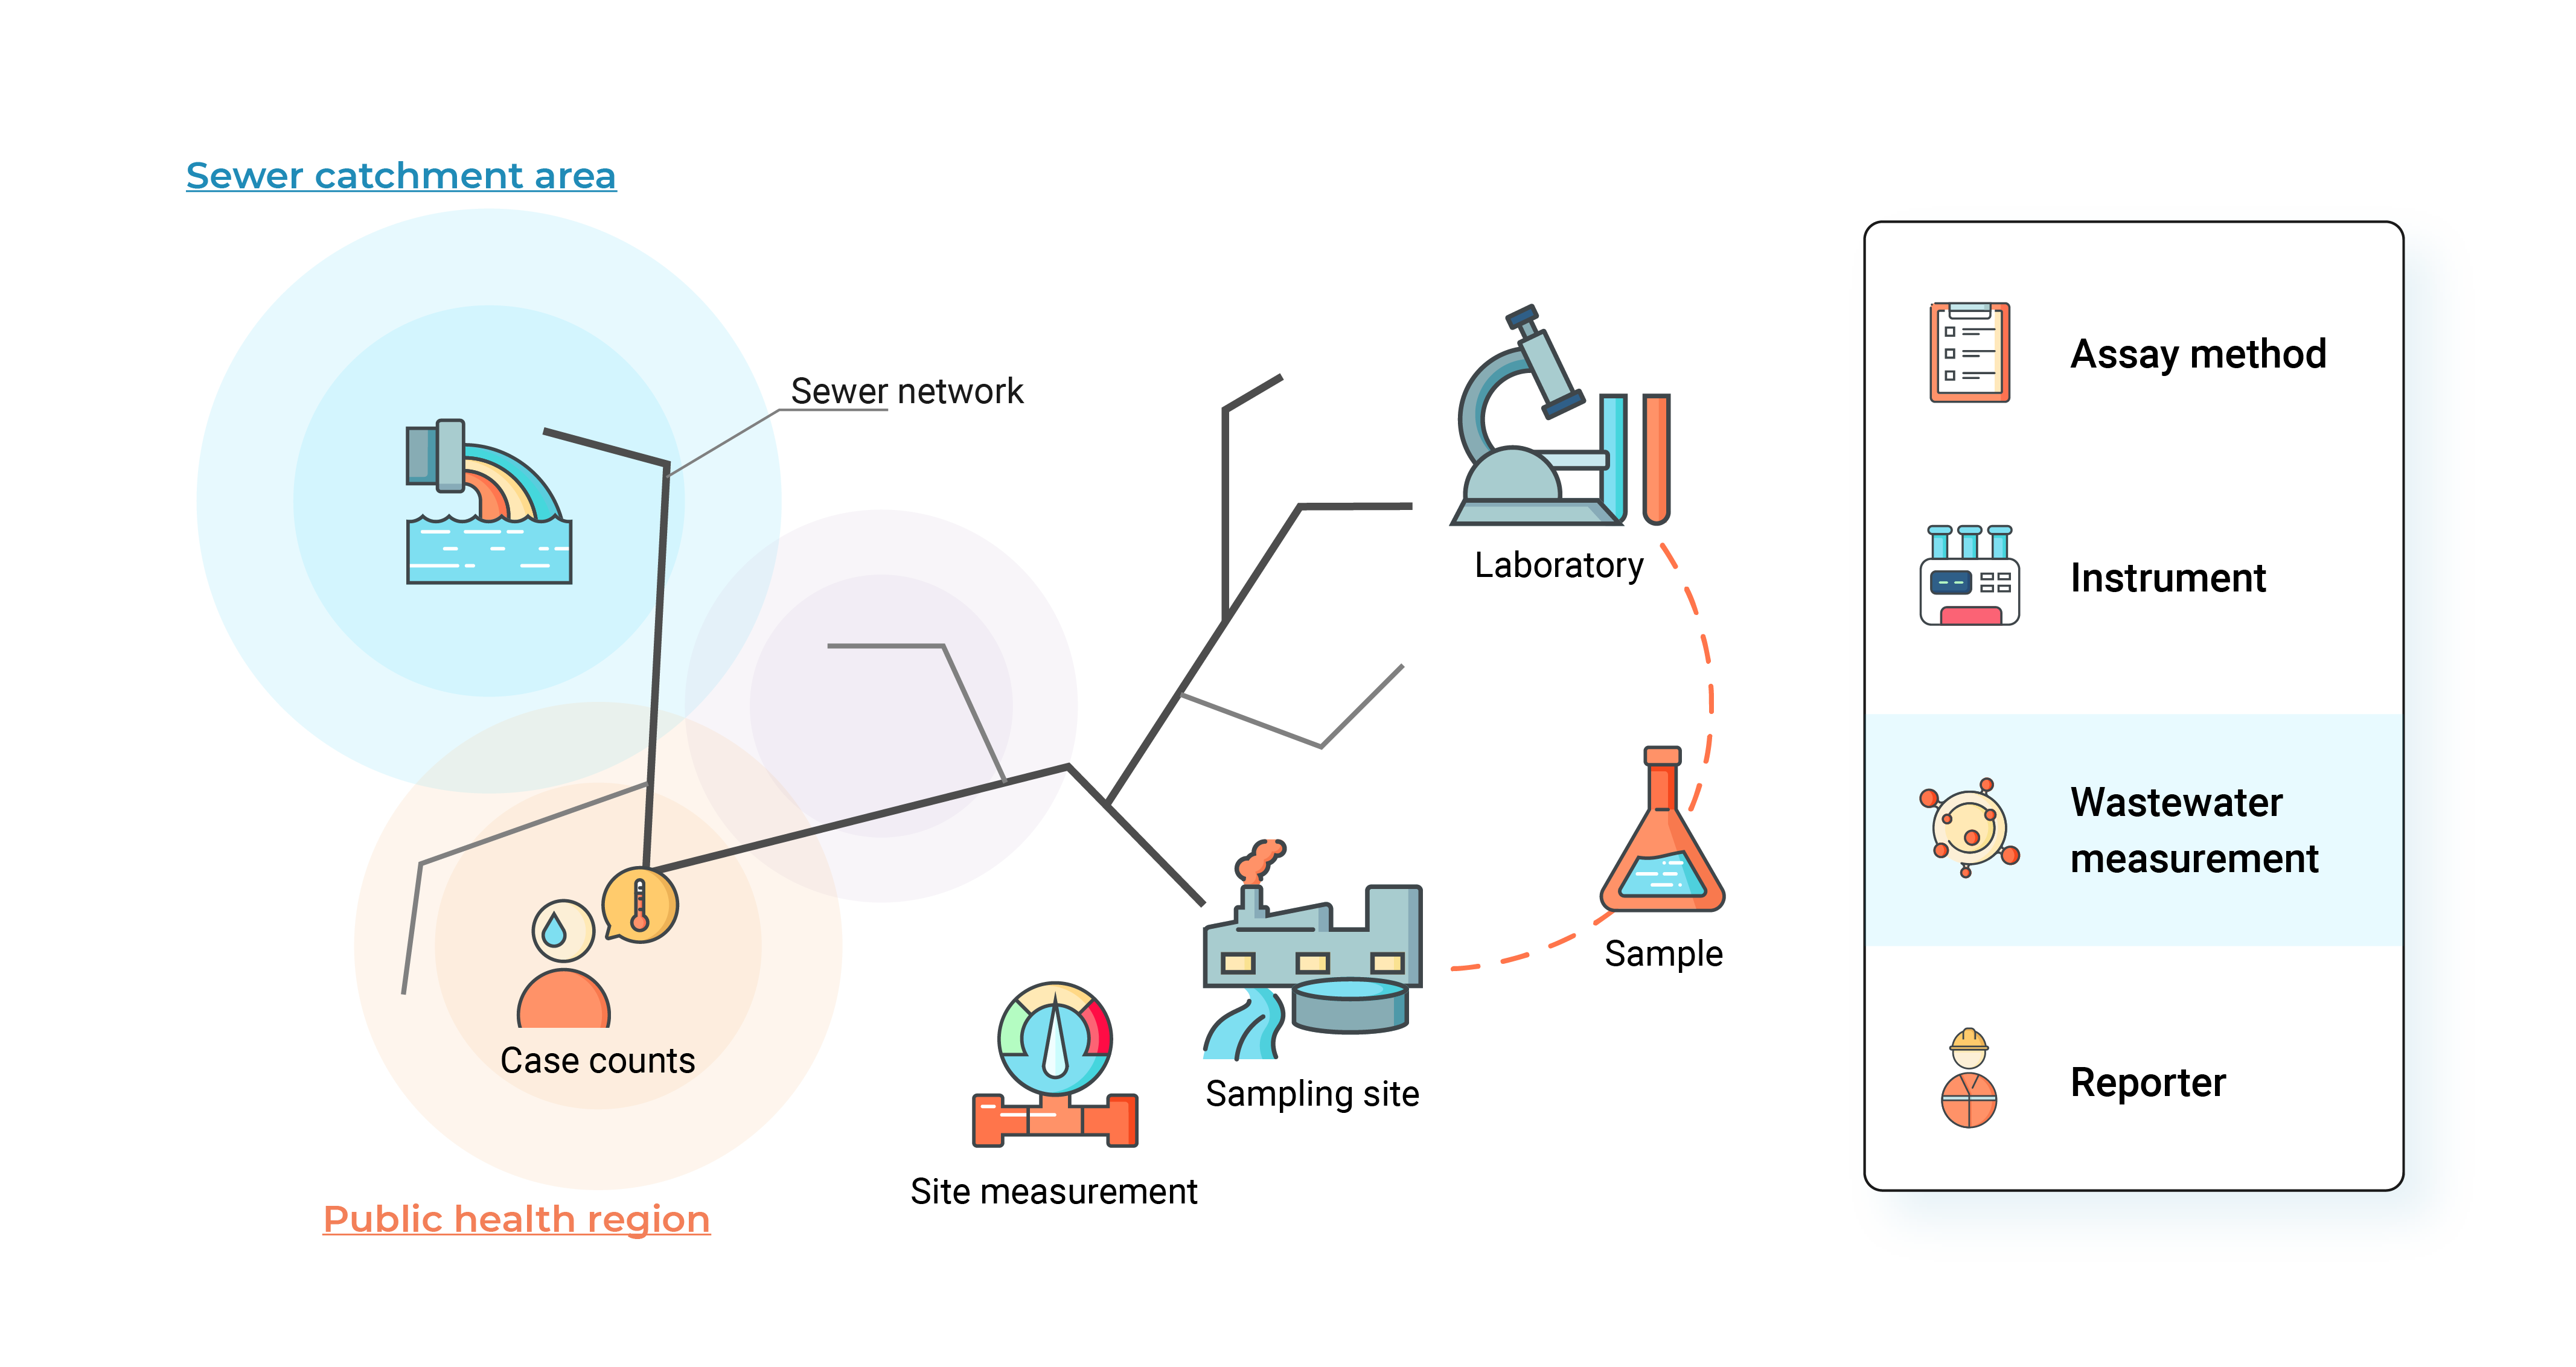 Sewer catchment area
Sewer network
Laboratory
Sample
Sampling site
Site measurement
Case counts
Public health region
Assay method
Instrument
Wastewater
measurement
Reporter